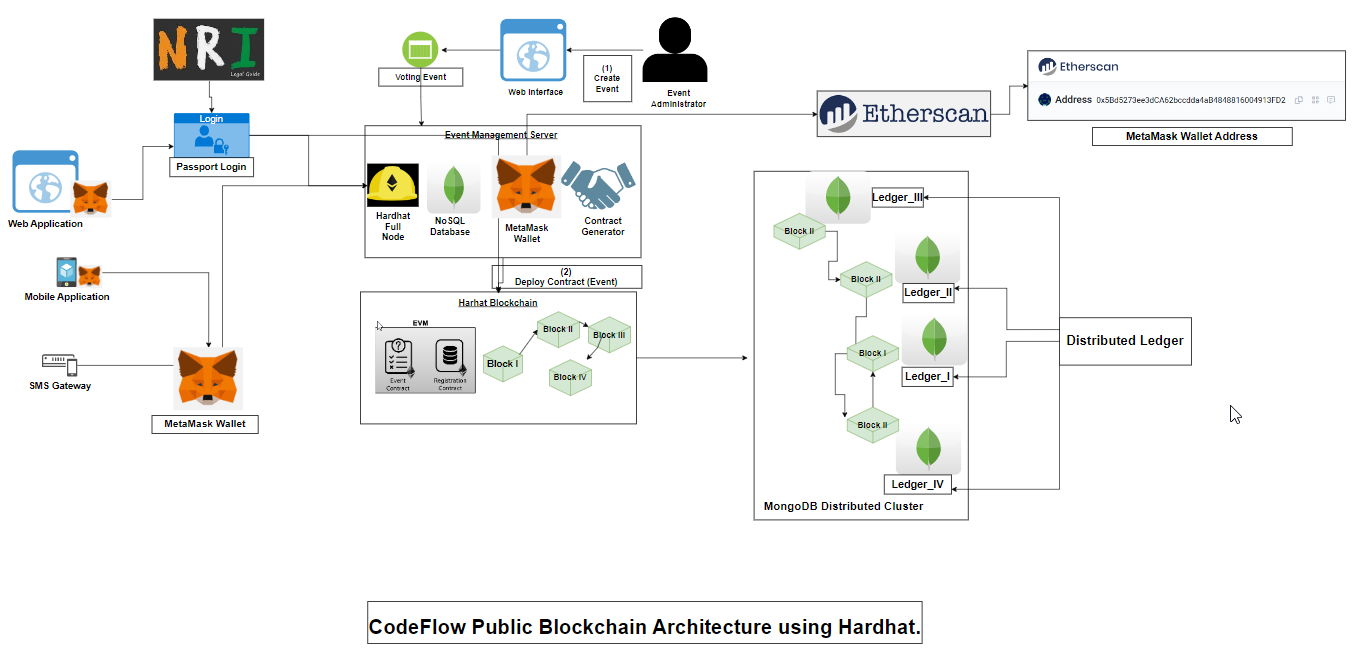 NRI
Legal Guide
Login
Passport Login
Web Application
Mobile Application
SMS Gateway
MetaMask Wallet
Voting Event
Web Interface
(1)
Create
Event
Event
Administrator
Event Management Server
Hardhat
Full
Node
NoSQL
Database
MetaMask
Wallet
Contract
Generator
(2)
Deploy Contract (Event)
Harhat Blockchain
EVM
Event
Contract
Registration
Contract
Block I
Block II
Block III
Block IV
Etherscan
Etherscan
Address 0x5Bd5273ee3dCA62bccdda4aB4848816004913FD2
MetaMask Wallet Address
Ledger_III
Block II
Block II
Ledger_II
Block I
Ledger_I
Block II
Ledger_IV
MongoDB Distributed Cluster
Distributed Ledger
CodeFlow Public Blockchain Architecture using Hardhat.